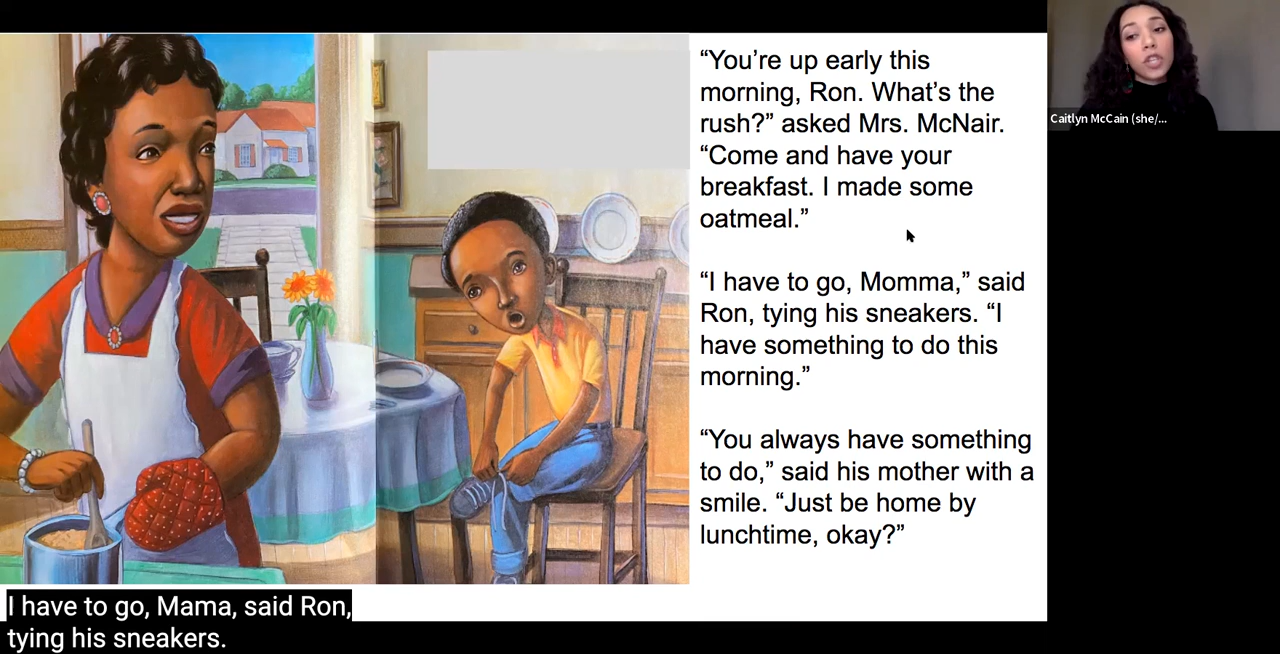 “You’re up early this
morning, Ron. What’s the
rush?” asked Mrs. McNair.
“Come and have your
breakfast. I made some
oatmeal.”
“I have to go, Momma,” said
Ron, tying his sneakers. “I
have something to do this
morning.”
“You always have something
to do,” said his mother with a
smile. “Just be home by
lunchtime, okay?”
Caitlyn McCain (she/...
I have to go, Mama, said Ron,
tying his sneakers.